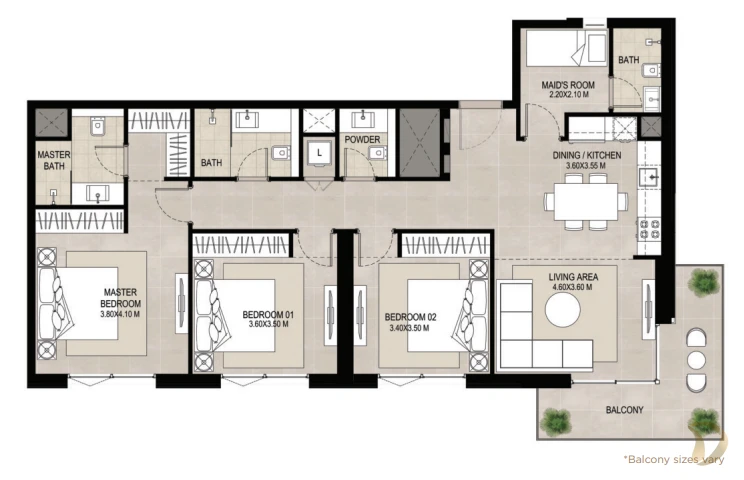 MAID'S ROOM
2.20X2.10 M
BATH
MASTER
BATH
BATH
L
POWDER
DINING / KITCHEN
3.60X3.55 M
LIVING AREA
4.60X3.60 M
MASTER
BEDROOM
3.80X4.10 M
BEDROOM 01
3.60X3.50 M
BEDROOM 02
3.40X3.50 M
BALCONY
*Balcony sizes vary